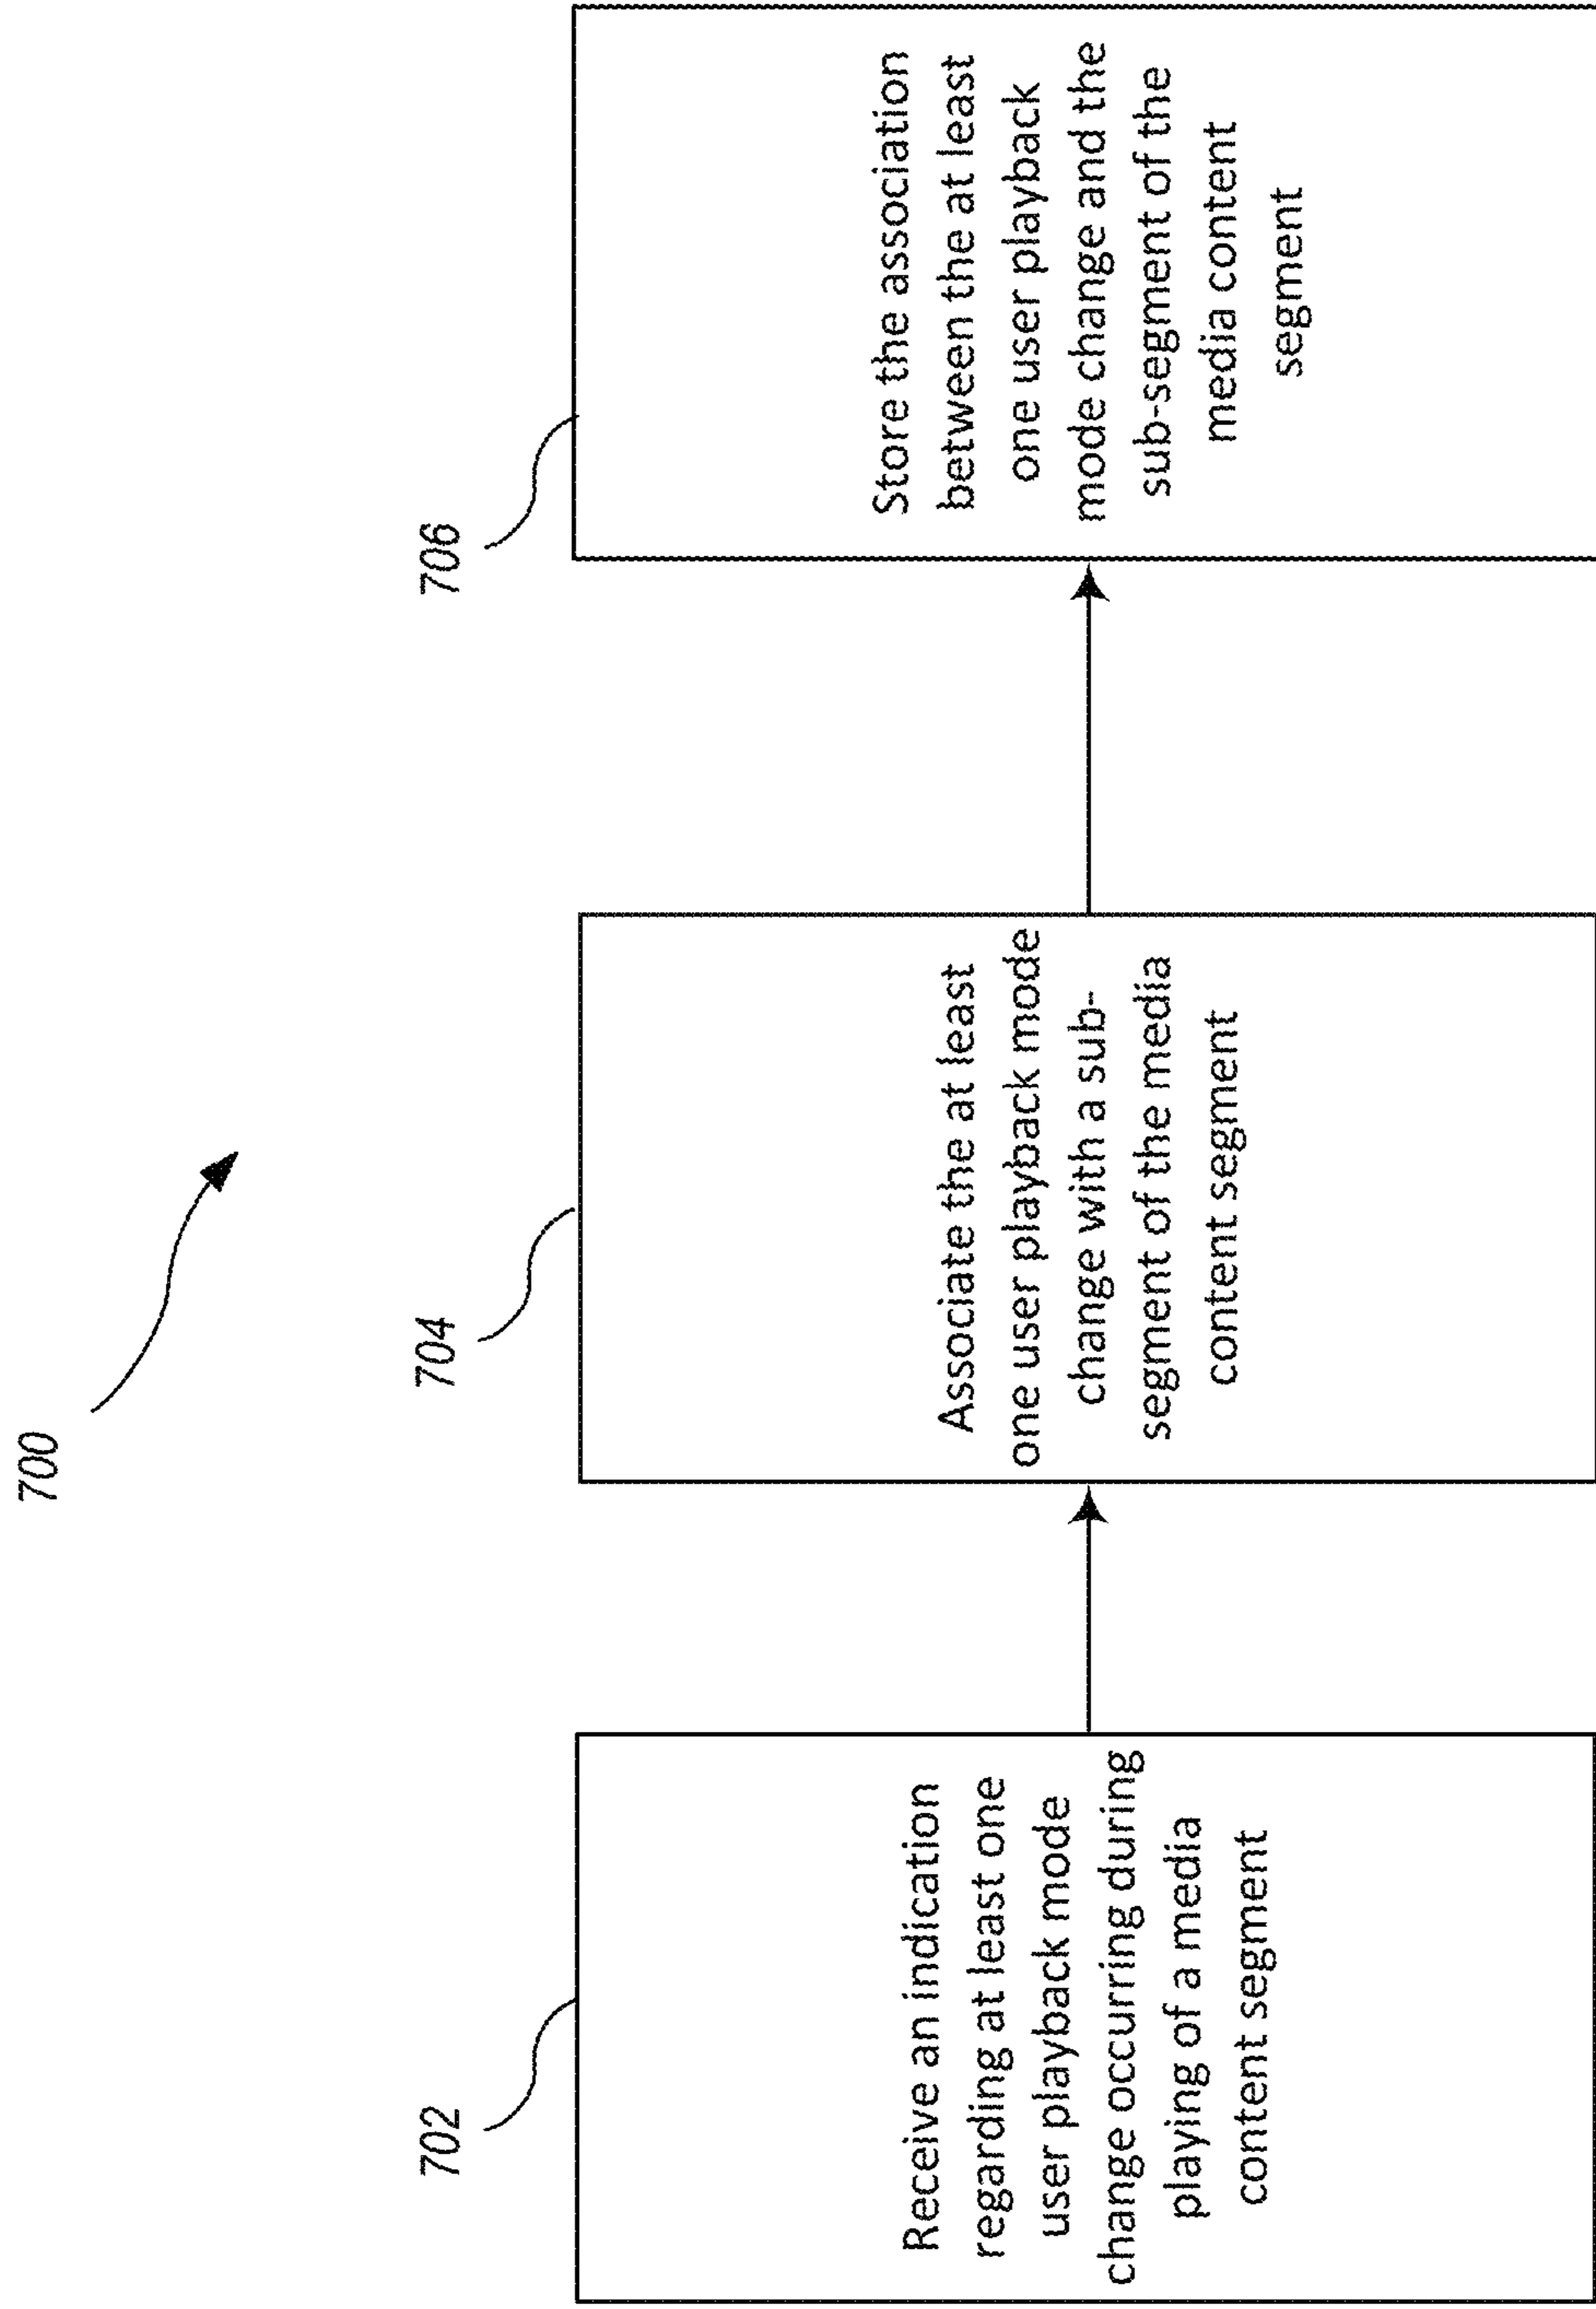 700
702
Receive an indication
regarding at least one
user playback mode
change occurring during
playing of a media
content segment
704
Associate the at least
one user playback mode
change with a sub-
segment of the media
content segment
706
Store the association
between the at least
one user playback
mode change and the
sub-segment of the
media content
segment